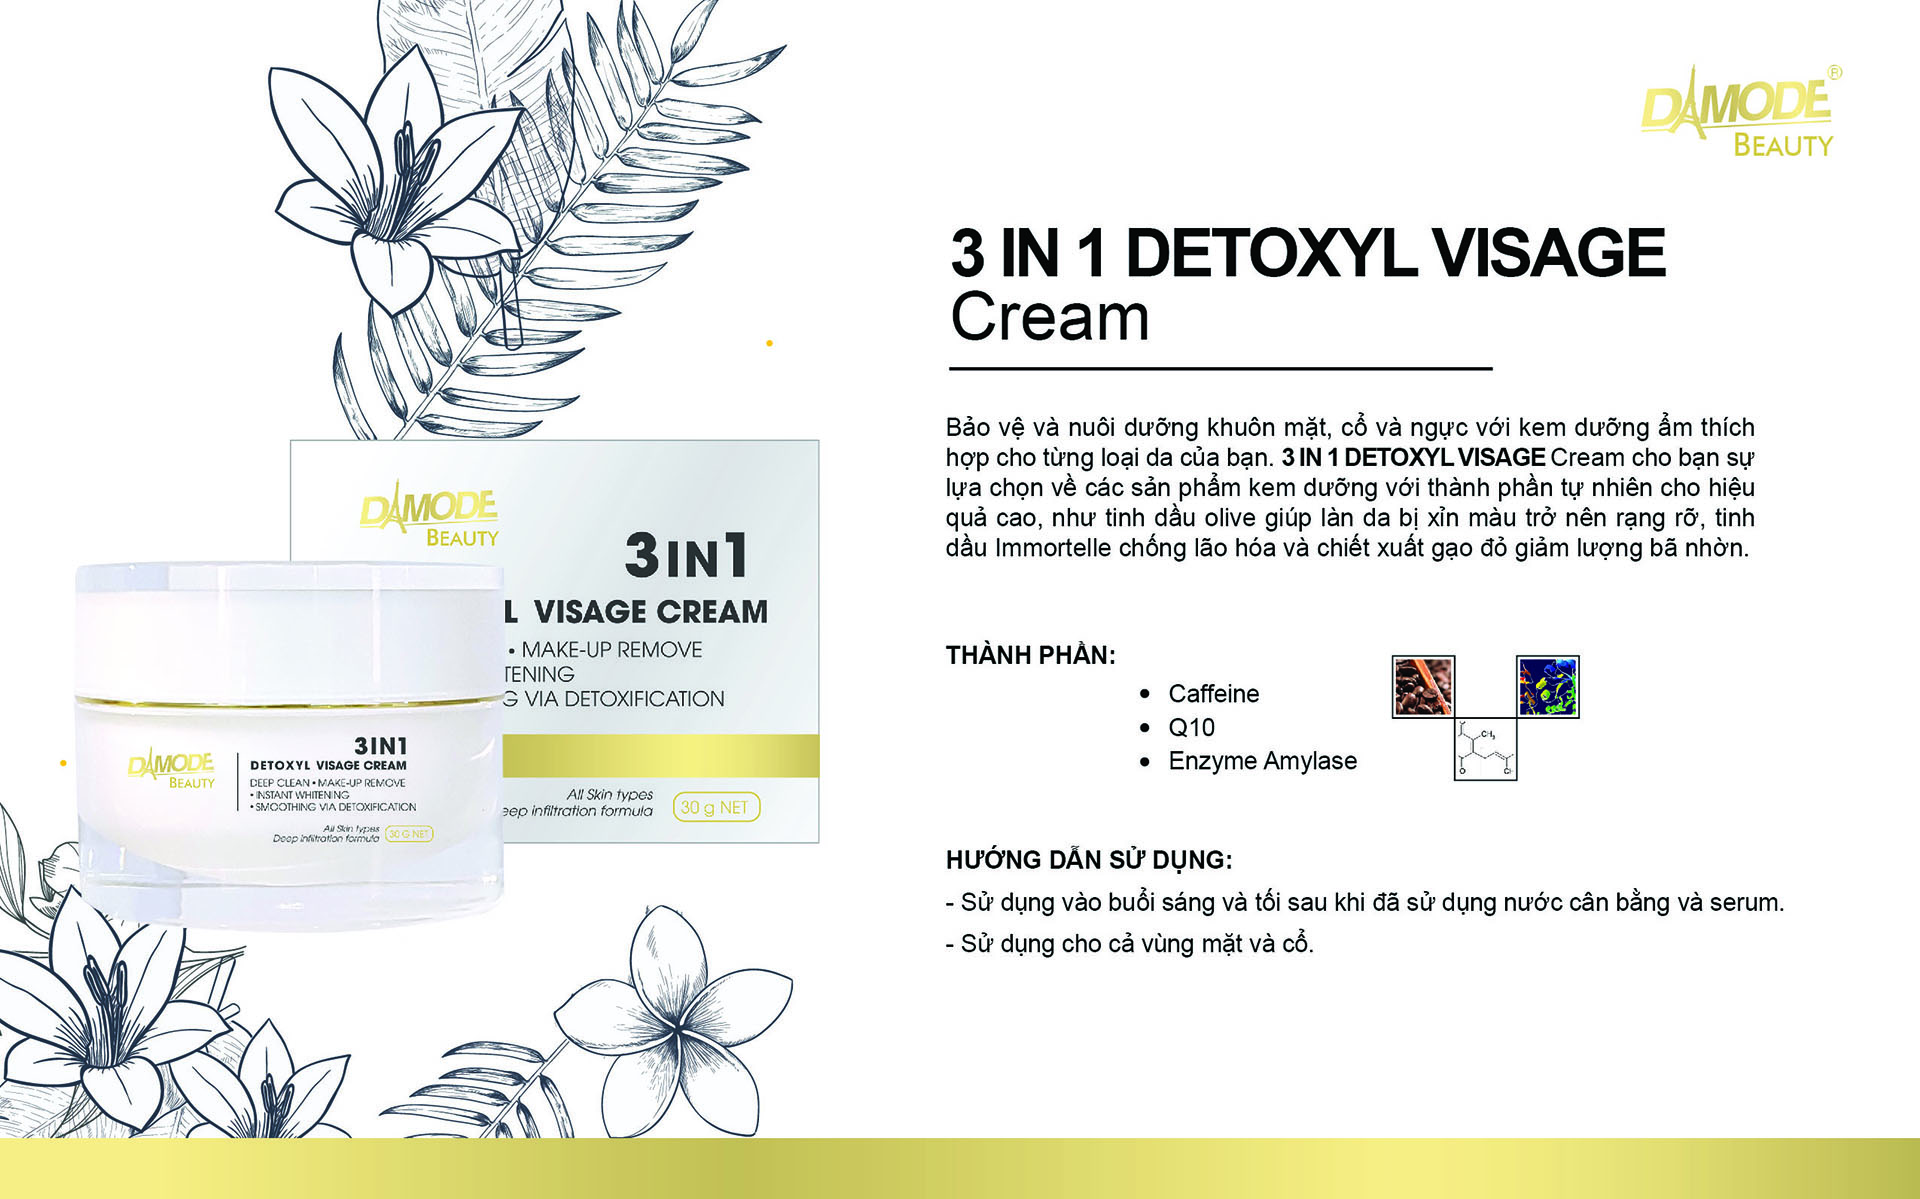 DAMODE®
BEAUTY
3 IN 1 DETOXYL VISAGE
Cream
Bảo vệ và nuôi dưỡng khuôn mặt, cổ và ngực với kem dưỡng ẩm thích
hợp cho từng loại da của bạn. 3 IN 1 DETOXYL VISAGE Cream cho bạn sự
lựa chọn về các sản phẩm kem dưỡng với thành phần tự nhiên cho hiệu
quả cao, như tinh dầu olive giúp làn da bị xỉn màu trở nên rạng rỡ, tinh
dầu Immortelle chống lão hóa và chiết xuất gạo đỏ giảm lượng bã nhờn.
THÀNH PHẦN:
• Caffeine
• Q10
• Enzyme Amylase
CH₃
O
Cl
HƯỚNG DẪN SỬ DỤNG:
- Sử dụng vào buổi sáng và tối sau khi đã sử dụng nước cân bằng và serum.
- Sử dụng cho cả vùng mặt và cổ.
DAMODE
BEAUTY
3 IN 1
L VISAGE CREAM
• MAKE-UP REMOVE
TENING
G VIA DETOXIFICATION
All Skin types
eep infiltration formula
30 g NET
DAMODE
BEAUTY
3IN1
DETOXYL VISAGE CREAM
DEEP CLEAN • MAKE-UP REMOVE
• INSTANT WHITENING
• SMOOTHING VIA DETOXIFICATION
All Skin types
Deep infiltration formula
30 G NET